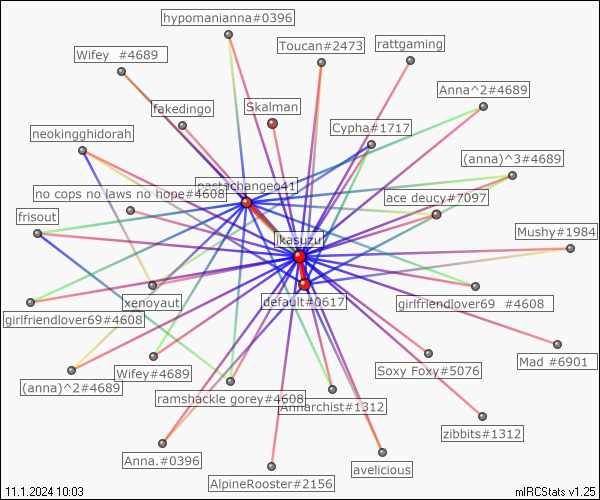 hypomanianna#0396
Toucan#2473
rattgaming
Wifey #4689
Anna^2#4689
fakedingo
Skalman
Cypha#1717
neokingghidorah
(anna)^3#4689
nastachangeo41
no cops no laws no hope#4608
ace deucy#7097
frisout
Mushy#1984
ikasuzu
xenoyaut
default#0617
girlfriendlover69 #4608
girlfriendlover69#4608
Mad #6901
Wifey#4689
Soxy Foxy#5076
(anna)^2#4689
ramshackle gorey#4608
Annarchist#1312
zibbits#1312
Anna.#0396
avelicious
AlpineRooster#2156
11.1.2024 10:03
mIRCStats v1.25